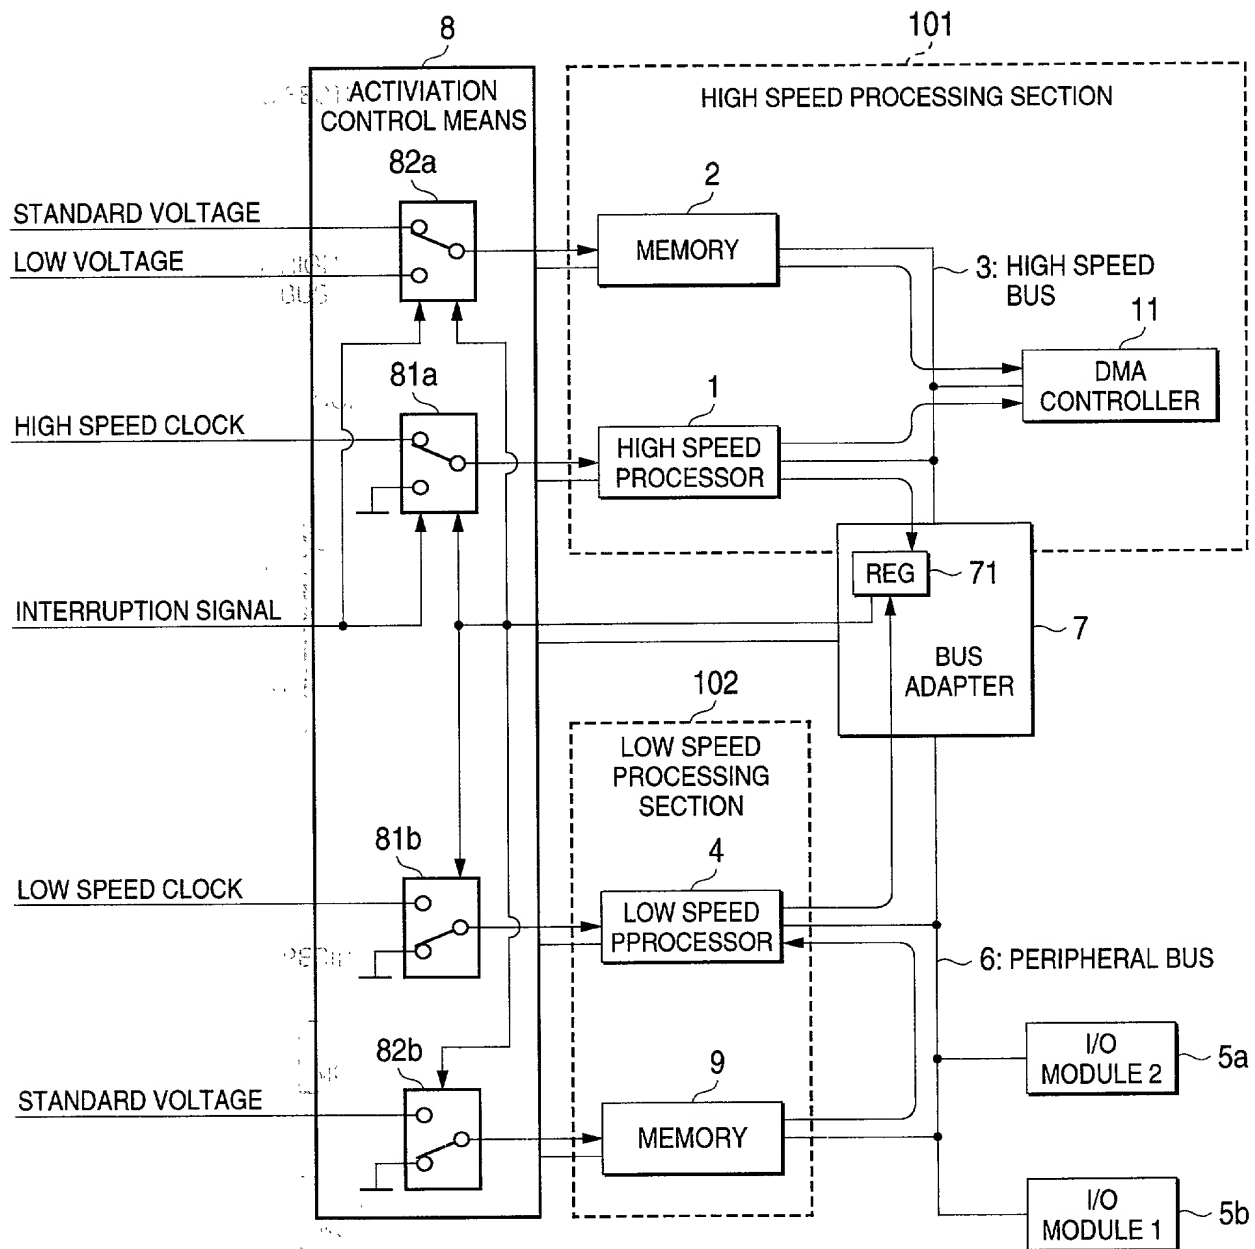 8
101
ACTIVIATION
CONTROL MEANS
HIGH SPEED PROCESSING SECTION
82a
2
STANDARD VOLTAGE
MEMORY
LOW VOLTAGE
3: HIGH SPEED
BUS
BUS
11
81a
1
DMA
CONTROLLER
HIGH SPEED CLOCK
HIGH SPEED
PROCESSOR
REG
71
INTERRUPTION SIGNAL
7
BUS
ADAPTER
102
LOW SPEED
PROCESSING
SECTION
81b
4
LOW SPEED CLOCK
LOW SPEED
PPROCESSOR
6: PERIPHERAL BUS
82b
9
I/O
MODULE 2
5a
STANDARD VOLTAGE
MEMORY
I/O
MODULE 1
5b